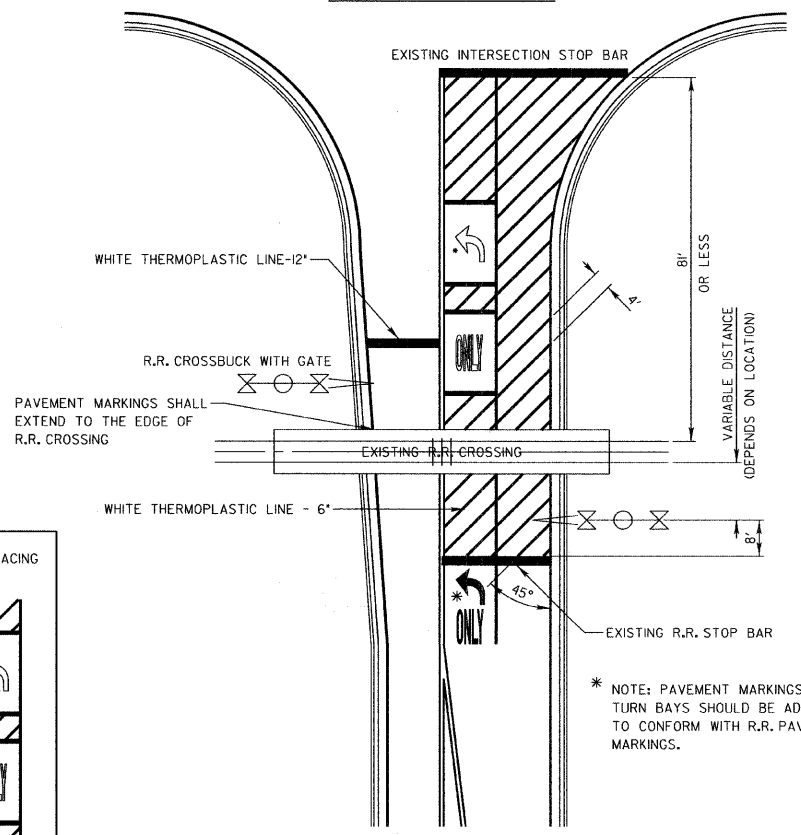 EXISTING INTERSECTION STOP BAR
WHITE THERMOPLASTIC LINE-12"
81'
OR LESS
4'
ONLY
R.R. CROSSBUCK WITH GATE
VARIABLE DISTANCE
(DEPENDS ON LOCATION)
PAVEMENT MARKINGS SHALL
EXTEND TO THE EDGE OF
R.R. CROSSING
EXISTING R.R. CROSSING
WHITE THERMOPLASTIC LINE - 6"
8'
ACING
45°
*
ONLY
EXISTING R.R. STOP BAR
* NOTE: PAVEMENT MARKINGS
TURN BAYS SHOULD BE AD
TO CONFORM WITH R.R. PAV
MARKINGS.
LY